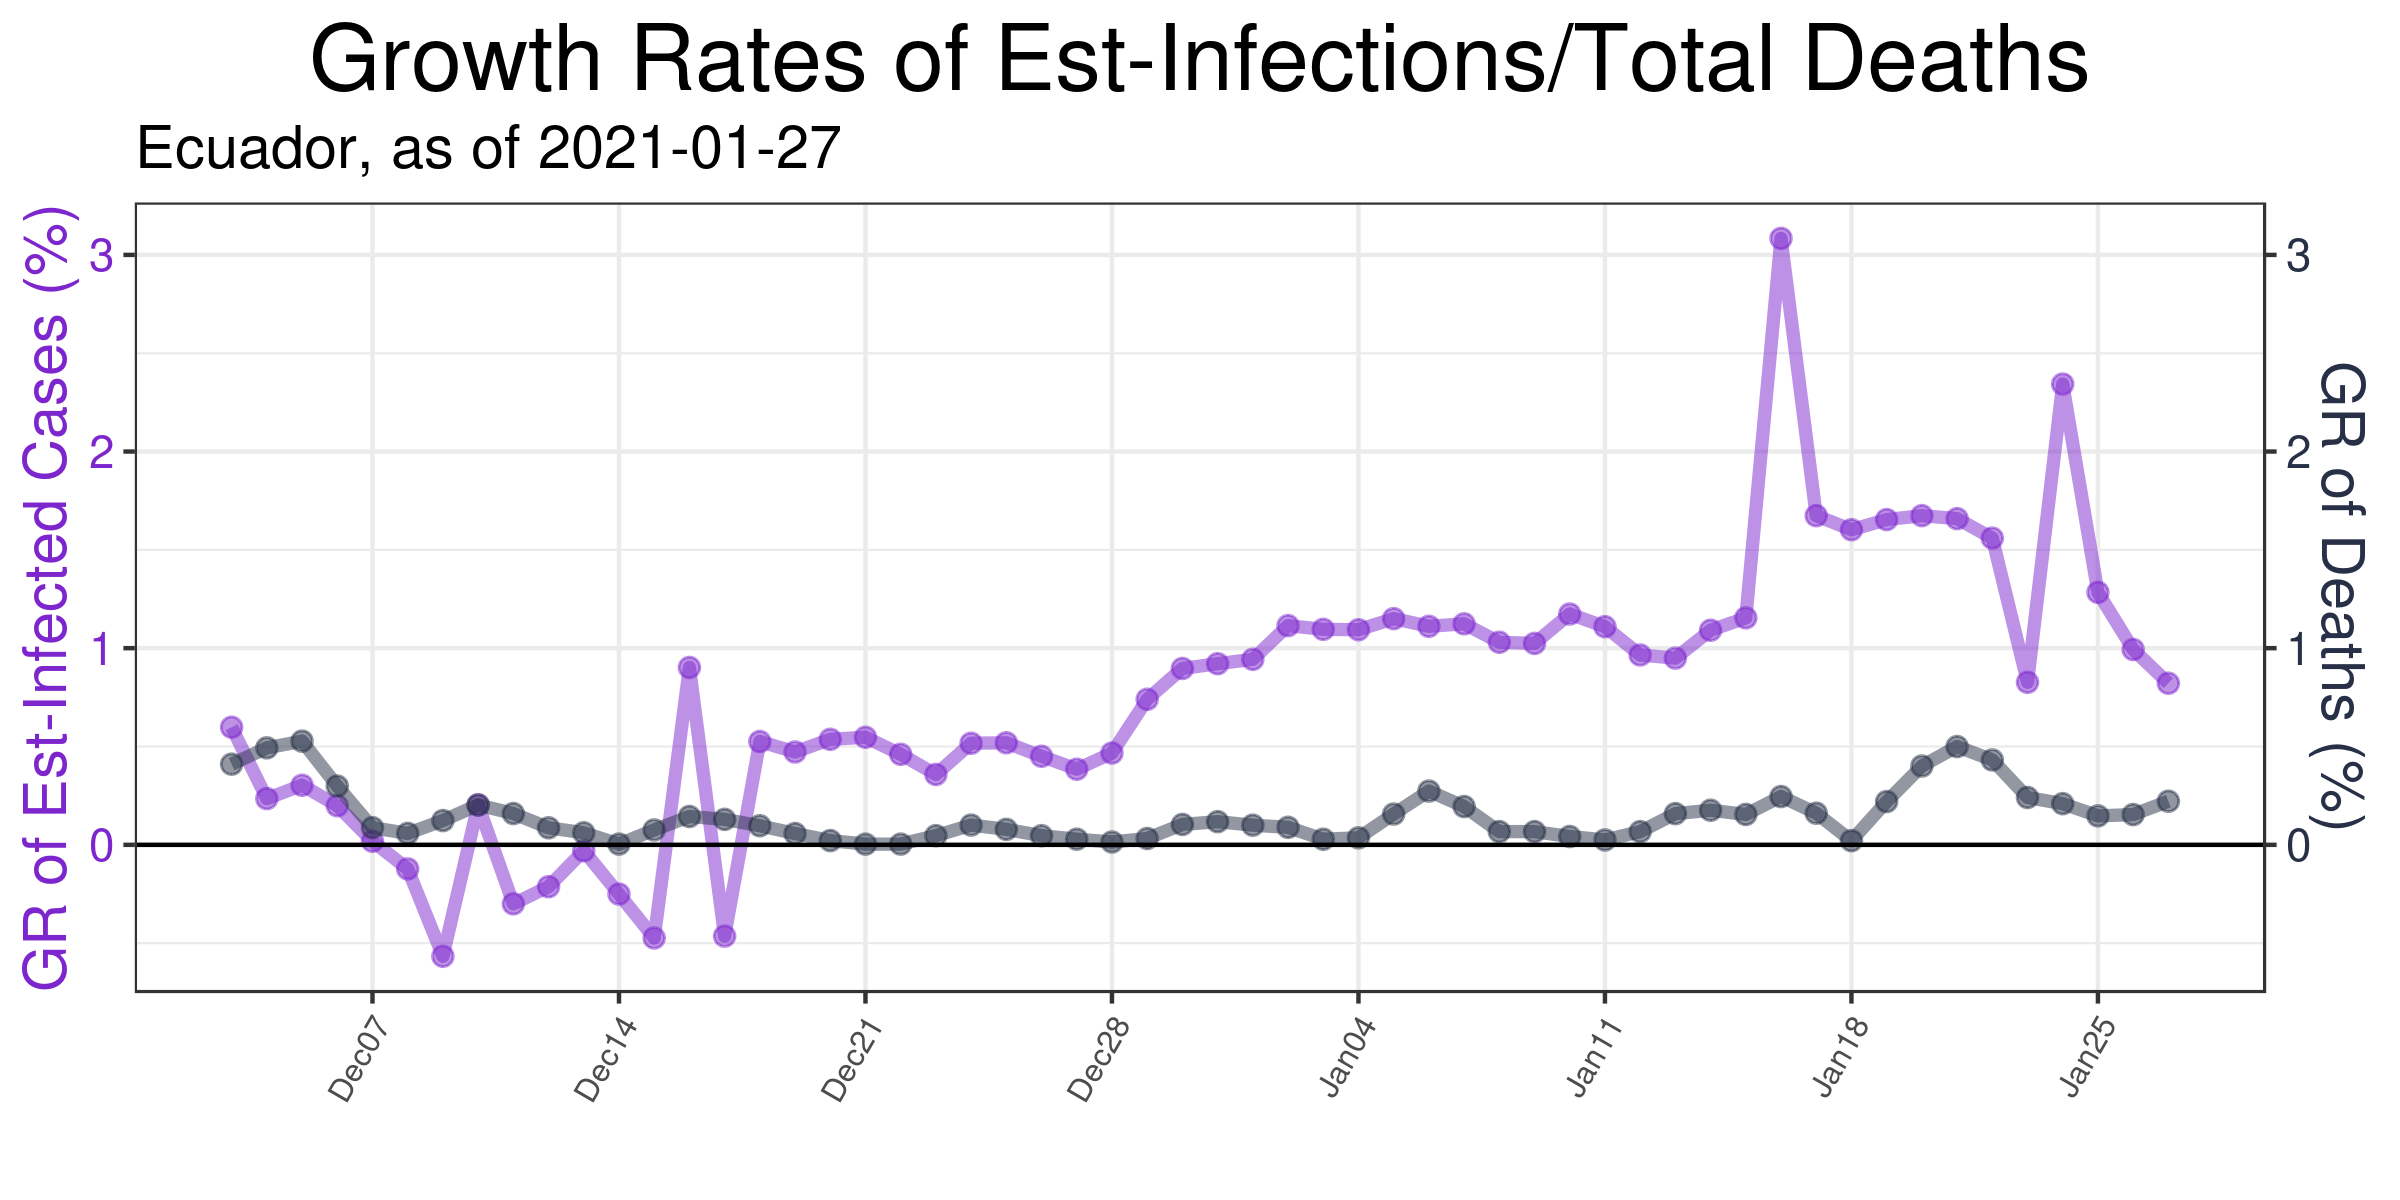 Growth Rates of Est-Infections/Total Deaths
Ecuador, as of 2021-01-27
GR of Est-Infected Cases (%)
3
2
1
0
3
2
1
0
GR of Deaths (%)
Dec07
Dec14
Dec21
Dec28
Jan04
Jan11
Jan18
Jan25